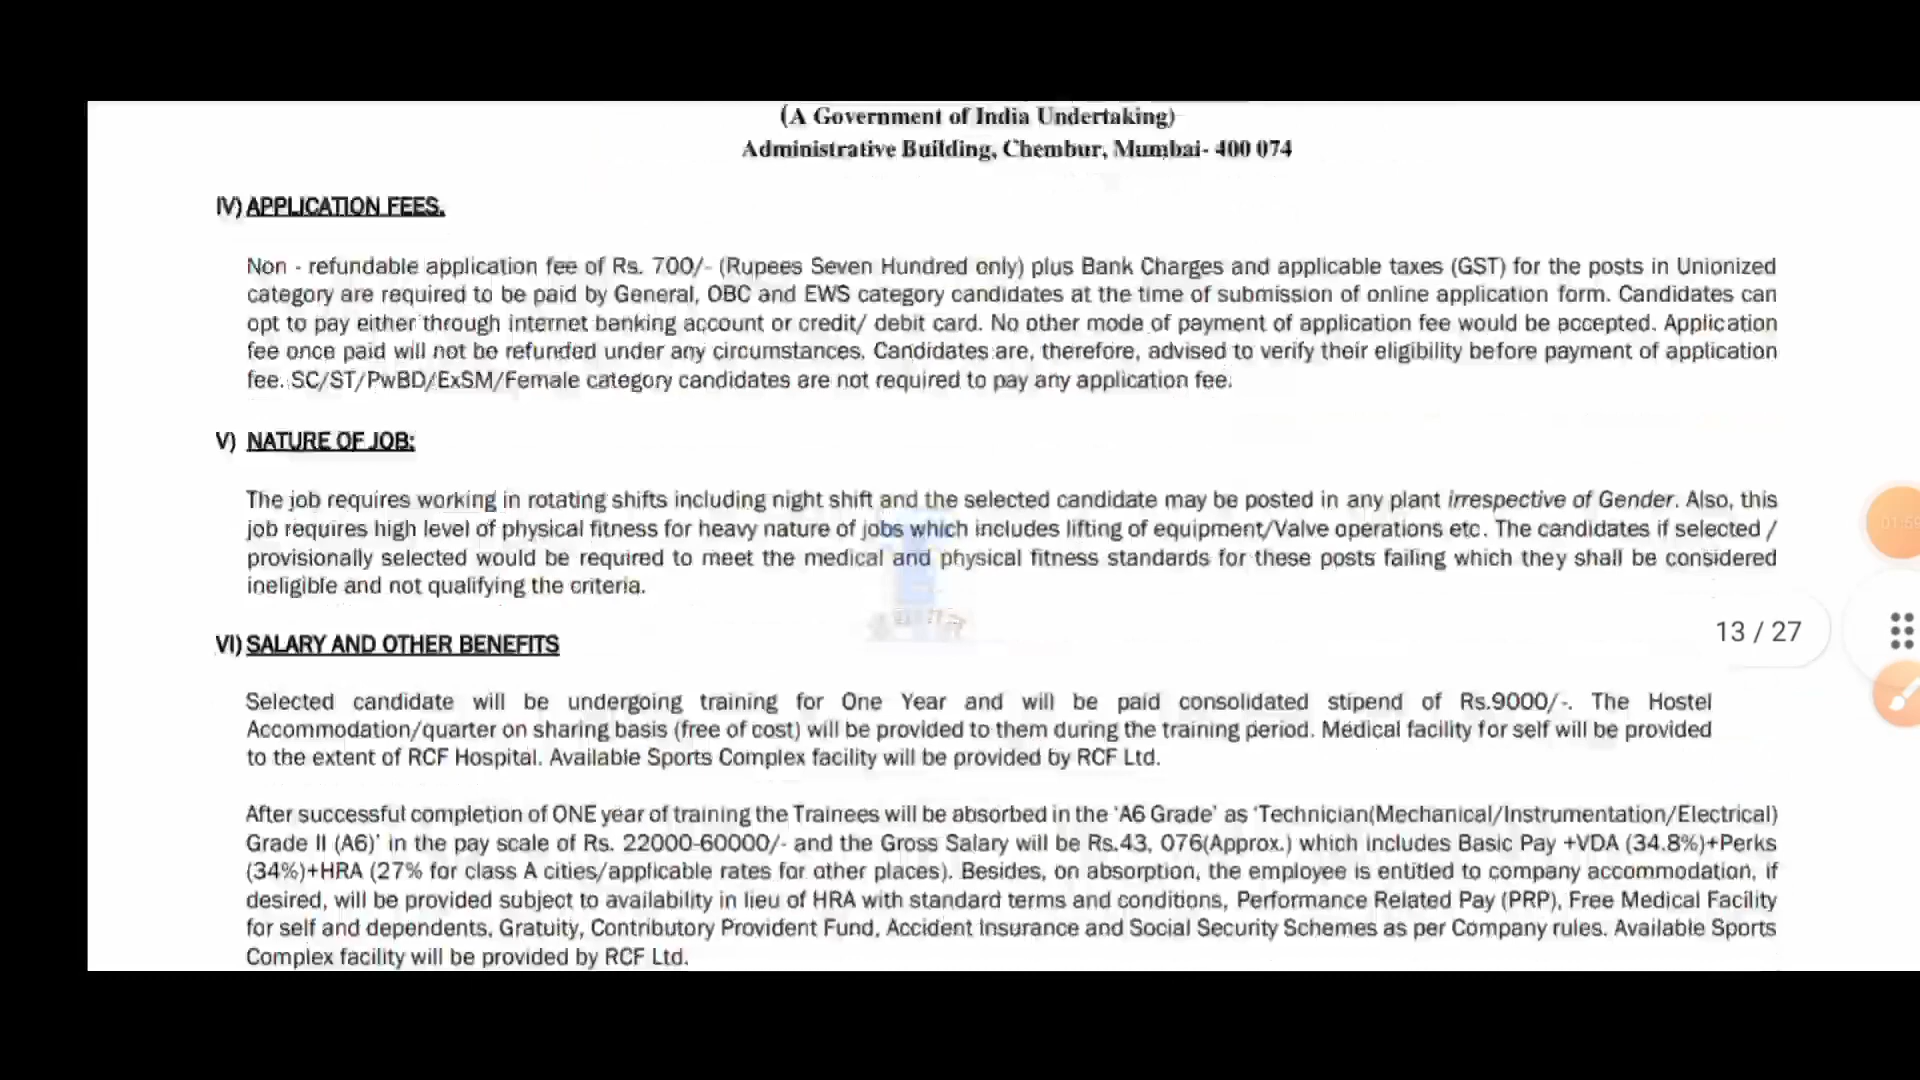 (A Government of India Undertaking)
Administrative Building, Chembur, Mumbai- 400 074
IV) APPLICATION FEES.
Non - refundable application fee of Rs. 700/- (Rupees Seven Hundred only) plus Bank Charges and applicable taxes (GST) for the posts in Unionized
category are required to be paid by General, OBC and EWS category candidates at the time of submission of online application form. Candidates can
opt to pay either through internet banking account or credit/ debit card. No other mode of payment of application fee would be accepted. Application
fee once paid will not be refunded under any circumstances. Candidates are, therefore, advised to verify their eligibility before payment of application
fee. SC/ST/PwBD/ExSM/Female category candidates are not required to pay any application fee.
V) NATURE OF JOB:
The job requires working in rotating shifts including night shift and the selected candidate may be posted in any plant irrespective of Gender. Also, this
job requires high level of physical fitness for heavy nature of jobs which includes lifting of equipment/Valve operations etc. The candidates if selected /
provisionally selected would be required to meet the medical and physical fitness standards for these posts failing which they shall be considered
ineligible and not qualifying the criteria.
13 / 27
VI) SALARY AND OTHER BENEFITS
Selected candidate will be undergoing training for One Year and will be paid consolidated stipend of Rs.9000/-. The Hostel
Accommodation/quarter on sharing basis (free of cost) will be provided to them during the training period. Medical facility for self will be provided
to the extent of RCF Hospital. Available Sports Complex facility will be provided by RCF Ltd.
After successful completion of ONE year of training the Trainees will be absorbed in the 'A6 Grade' as 'Technician(Mechanical/Instrumentation/Electrical)
Grade II (A6)' in the pay scale of Rs. 22000-60000/- and the Gross Salary will be Rs.43, 076(Approx.) which includes Basic Pay +VDA (34.8%)+Perks
(34%)+HRA (27% for class A cities/applicable rates for other places). Besides, on absorption, the employee is entitled to company accommodation, if
desired, will be provided subject to availability in lieu of HRA with standard terms and conditions, Performance Related Pay (PRP), Free Medical Facility
for self and dependents, Gratuity, Contributory Provident Fund, Accident Insurance and Social Security Schemes as per Company rules. Available Sports
Complex facility will be provided by RCF Ltd.